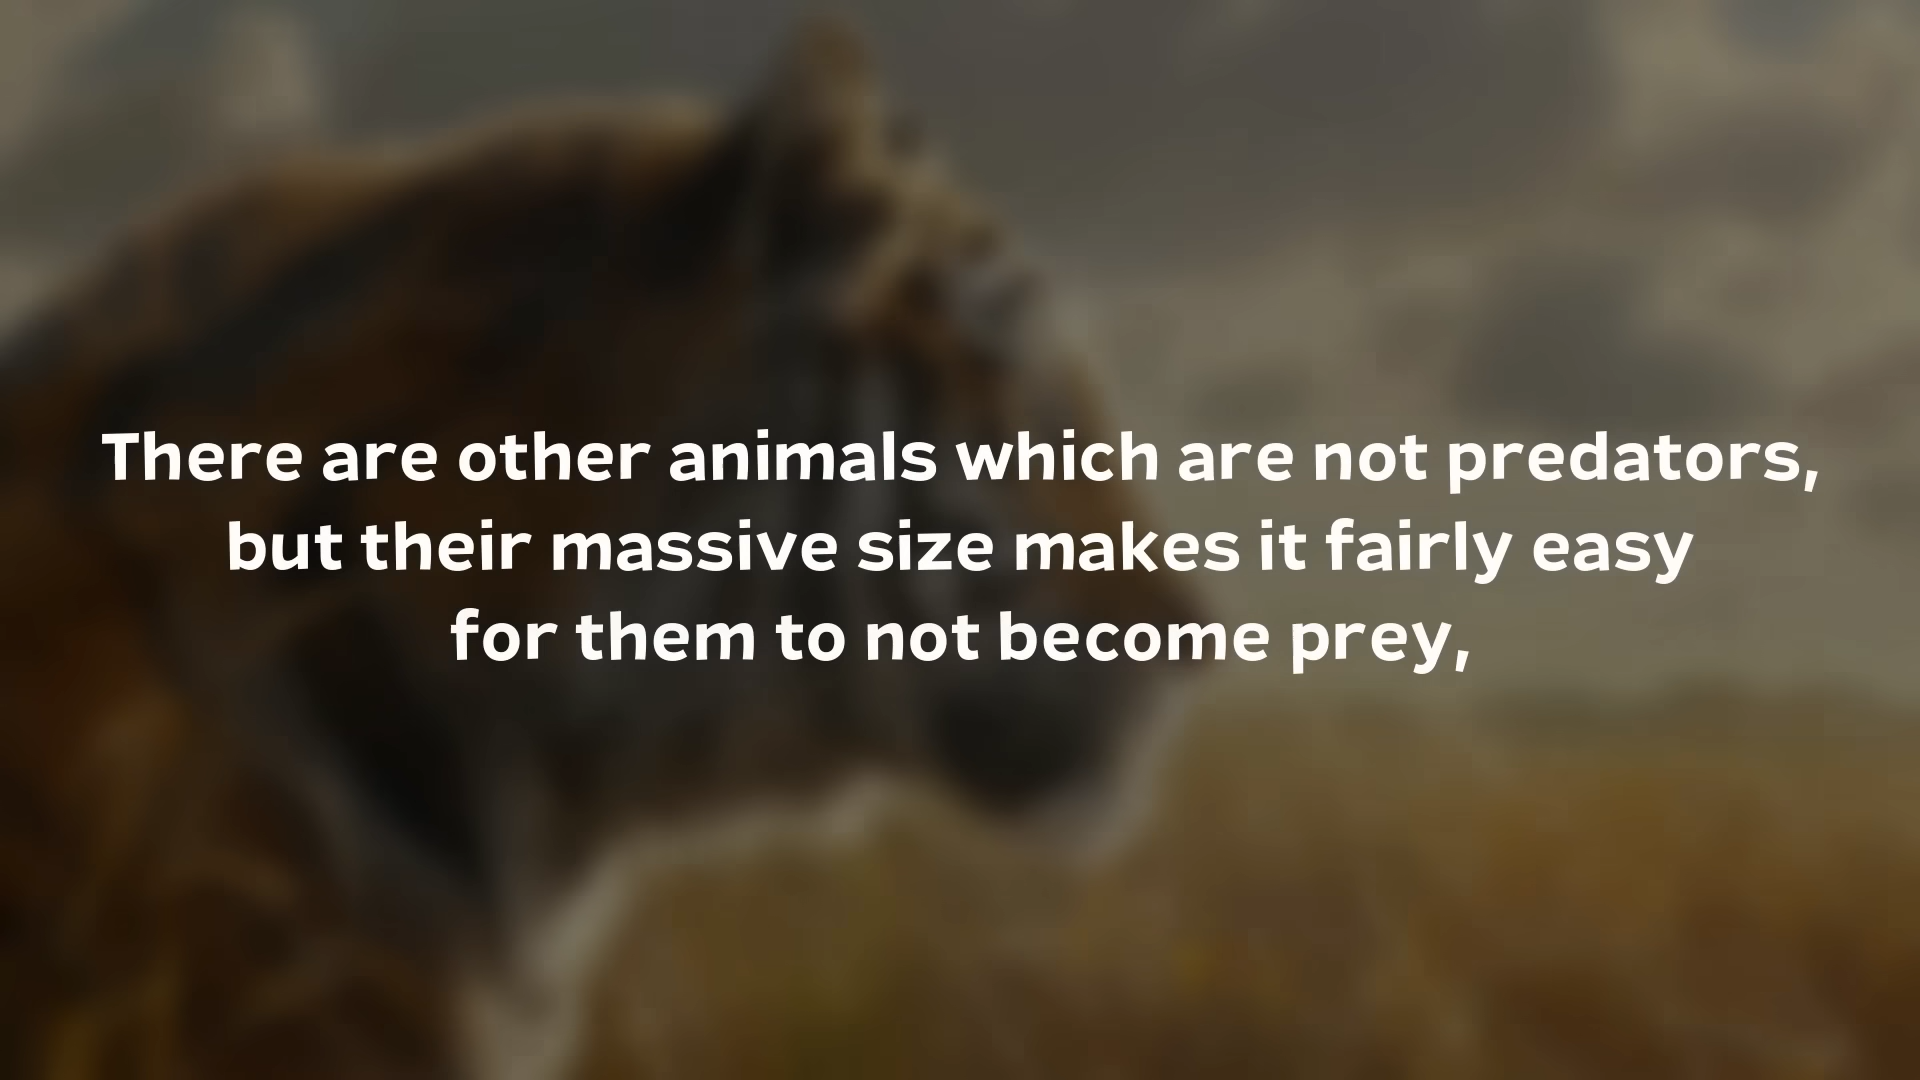 There are other animals which are not predators,
but their massive size makes it fairly easy
for them to not become prey,